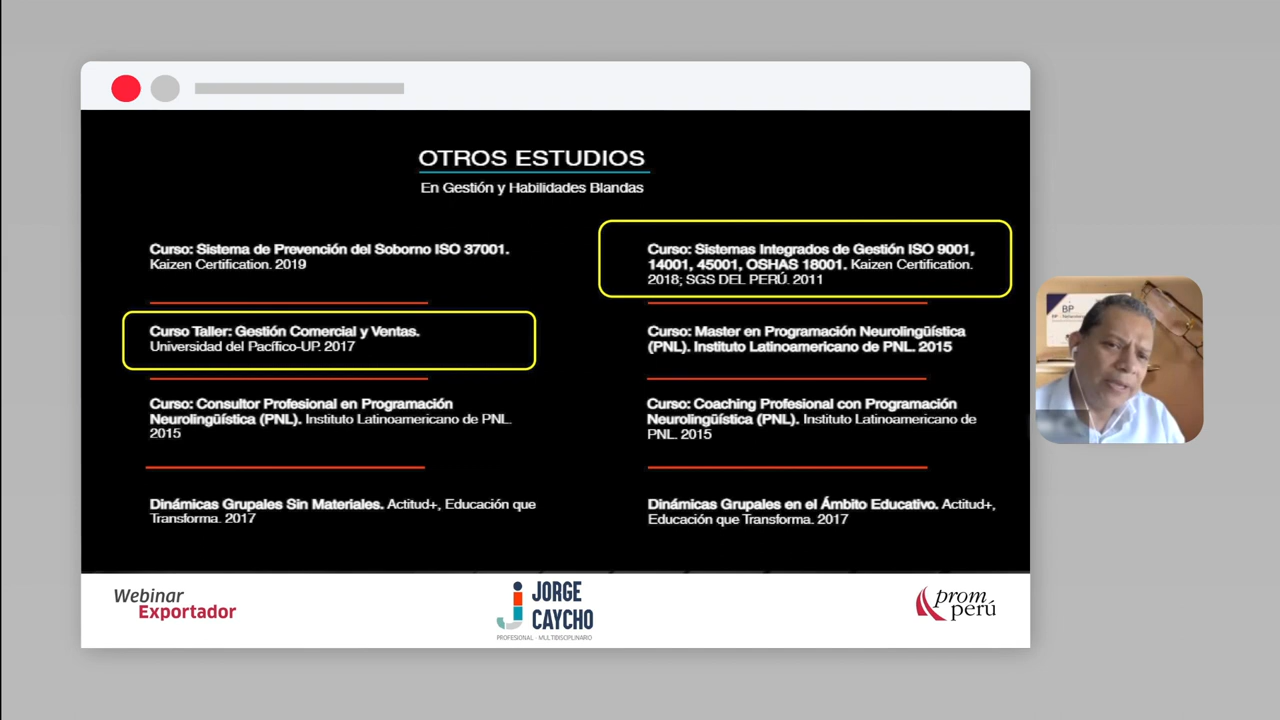 OTROS ESTUDIOS
En Gestión y Habilidades Blandas
Curso: Sistema de Prevención del Soborno ISO 37001.
Kaizen Certification. 2019
Curso Taller: Gestión Comercial y Ventas.
Universidad del Pacífico-UP. 2017
Curso: Consultor Profesional en Programación
Neurolingüística (PNL). Instituto Latinoamericano de PNL.
2015
Dinámicas Grupales Sin Materiales. Actitud+, Educación que
Transforma. 2017
Curso: Sistemas Integrados de Gestión ISO 9001,
14001, 45001, OSHAS 18001. Kaizen Certification.
2018; SGS DEL PERÚ. 2011
Curso: Master en Programación Neurolingüística
(PNL). Instituto Latinoamericano de PNL. 2015
Curso: Coaching Profesional con Programación
Neurolingüística (PNL). Instituto Latinoamericano de
PNL. 2015
Dinámicas Grupales en el Ámbito Educativo. Actitud+,
Educación que Transforma. 2017
BP
Webinar
Exportador
JORGE
CAYCHO
PROFESIONAL - MULTIDISCIPLINARIO
prom
perú